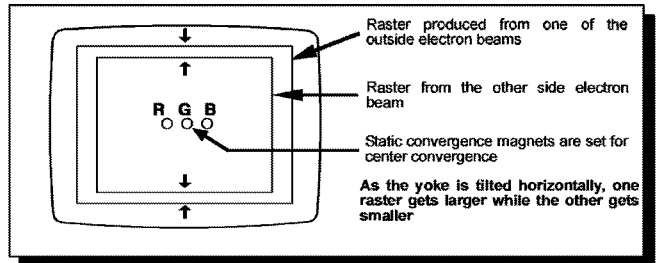 Raster produced from one of the
outside electron beams
Raster from the other side electron
beam
R G B
Static convergence magnets are set for
center convergence
As the yoke is tilted horizontally, one
raster gets larger while the other gets
smaller